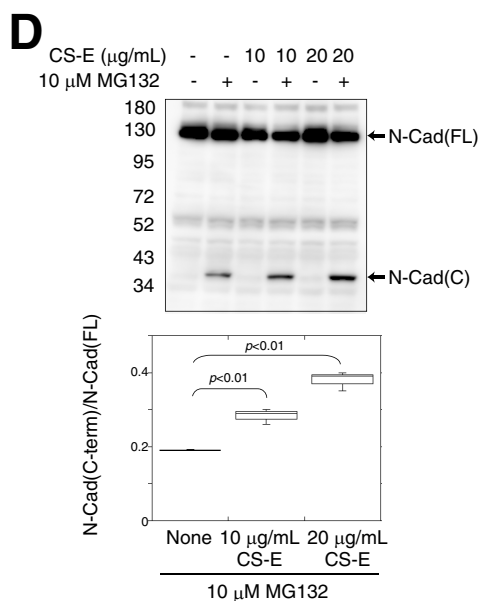 D
CS-E (μg/mL) - - 10 10 20 20
10 μM MG132 - + - + - +
180
130
N-Cad(FL)
95
72
52
43
N-Cad(C)
34
N-Cad(C-term)/N-Cad(FL)
p<0.01
0.4
p<0.01
0.2
0
None 10 μg/mL 20 μg/mL
CS-E CS-E
10 μM MG132